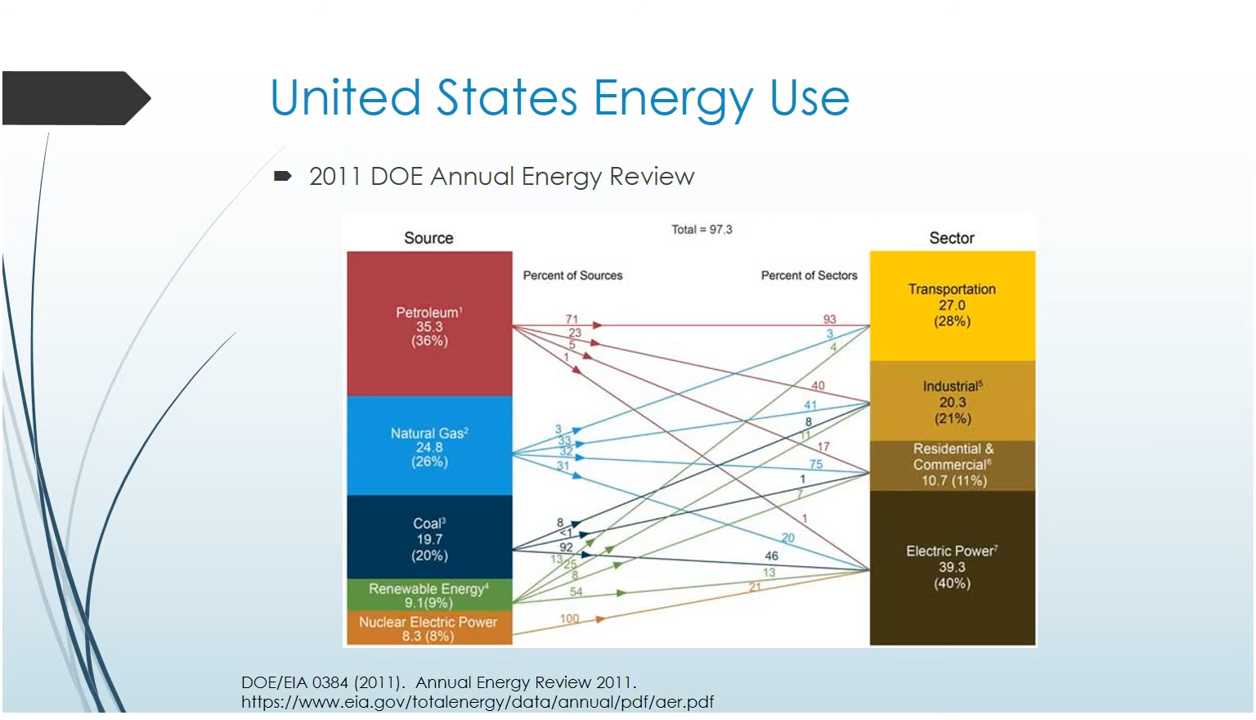 United States Energy Use
2011 DOE Annual Energy Review
Total = 97.3
Source
Sector
Percent of Sources
Percent of Sectors
Petroleum¹
35.3
(36%)
Natural Gas²
24.8
(26%)
Coal³
19.7
(20%)
Renewable Energy⁴
9.1(9%)
Nuclear Electric Power
8.3 (8%)
71
23
5
1
3
33
32
31
8
<1
92
13
25
8
54
100
93
3
4
40
41
8
11
17
75
1
7
1
20
46
13
21
Transportation
27.0
(28%)
Industrial⁵
20.3
(21%)
Residential &
Commercial⁶
10.7 (11%)
Electric Power⁷
39.3
(40%)
DOE/EIA 0384 (2011). Annual Energy Review 2011.
https://www.eia.gov/totalenergy/data/annual/pdf/aer.pdf